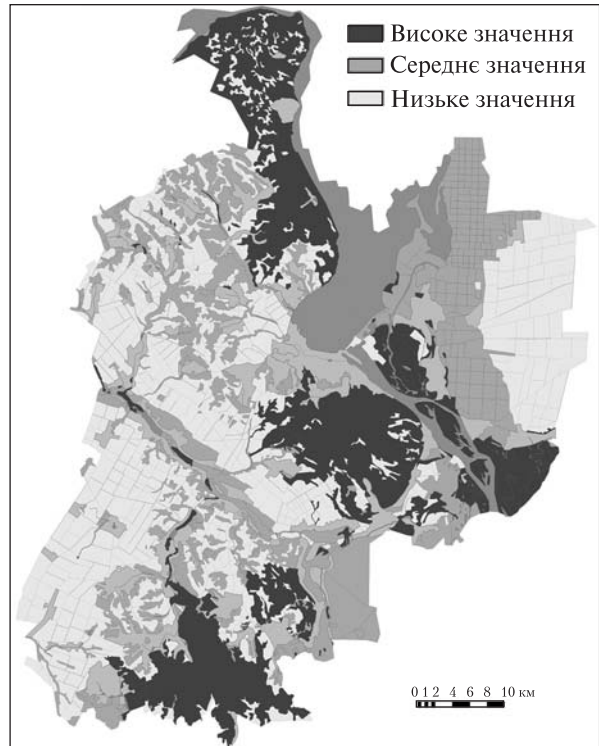 Високе значення
Середнє значення
Низьке значення
0 1 2 4 6 8 10 км